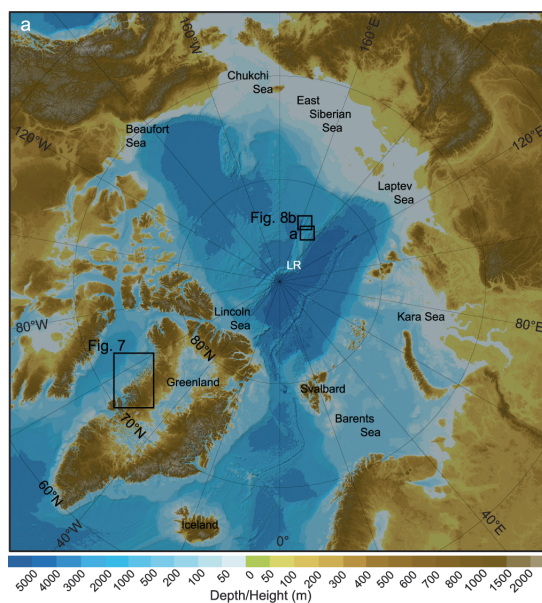 a
160°W
160°E
Chukchi
Sea
East
Siberian
Sea
Beaufort
Sea
120°W
120°E
Laptev
Sea
Fig. 8b
a
LR
Lincoln
Sea
Kara Sea
80°W
80°E
Fig. 7
80°N
Greenland
Svalbard
70°N
Barents
Sea
60°N
Iceland
40°W
0°
40°E
5000 4000 3000 2000 1000 500 200 100 50 0 50 100 200 300 400 500 600 700 800 1000 1500 2000
Depth/Height (m)